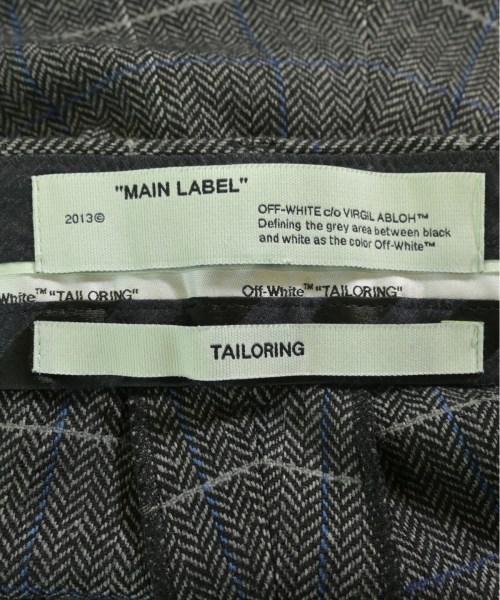 "MAIN LABEL"
2013©
OFF-WHITE c/o VIRGIL ABLOH™
Defining the grey area between black
and white as the color Off-White™
White™ "TAILORING"
Off-White™ "TAILORING"
TAILORING